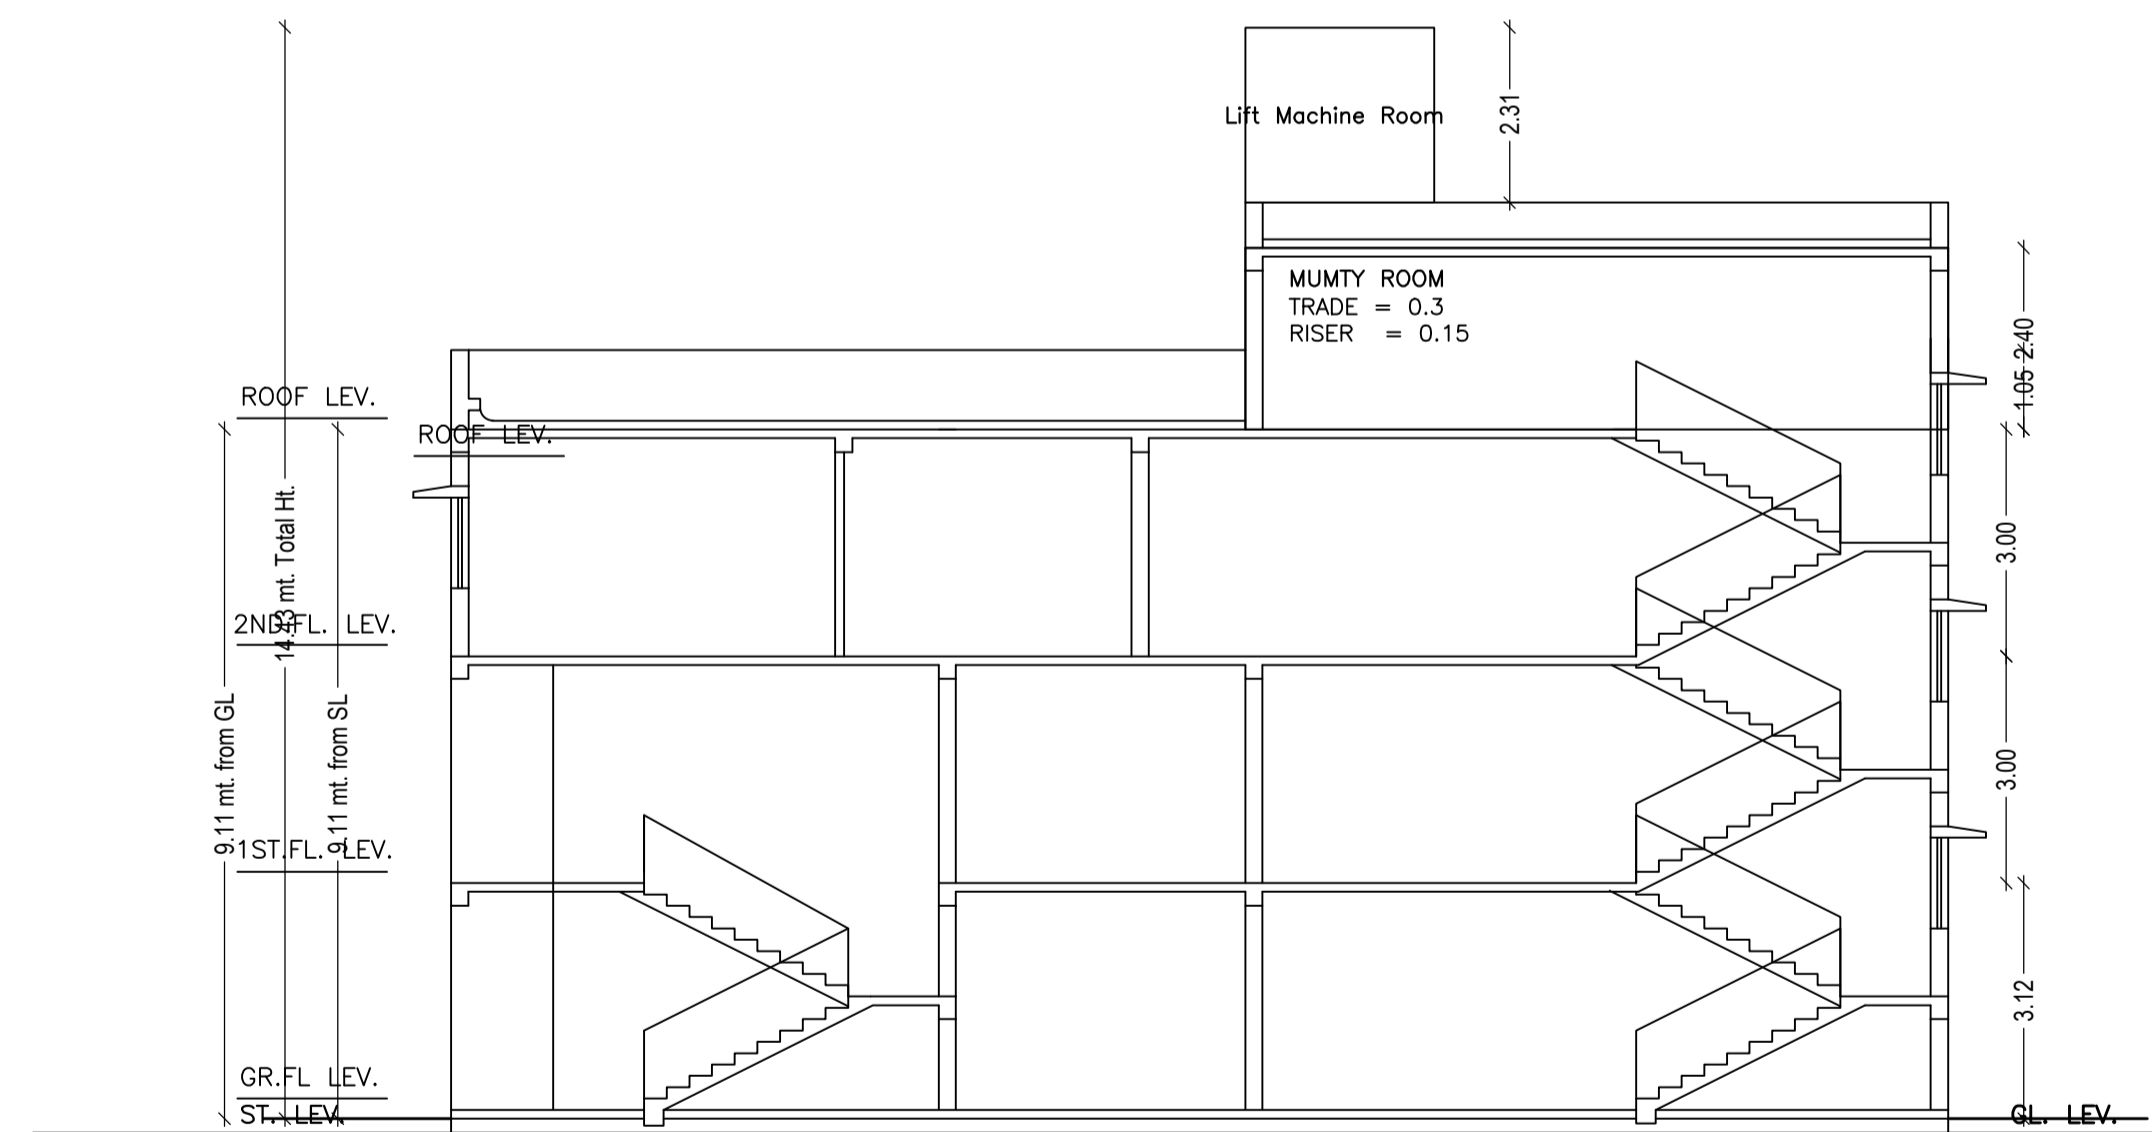 Lift Machine Room
2.31
MUMTY ROOM
TRADE = 0.3
RISER = 0.15
2.40
1.05
ROOF LEV.
ROOF LEV.
14.43 mt. Total Ht.
3.00
2ND.FL. LEV.
9.11 mt. from GL
9.11 mt. from SL
3.00
1ST.FL. LEV.
3.12
GR.FL LEV.
ST. LEV.
GL. LEV.